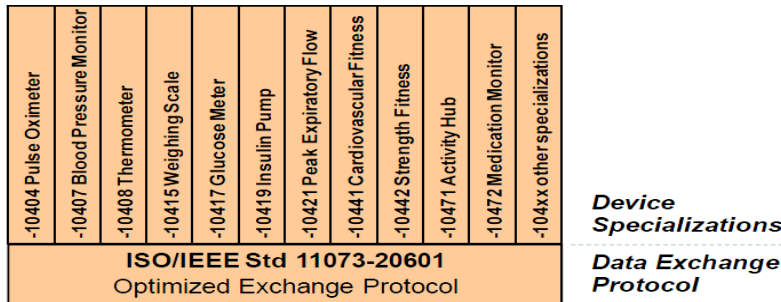 -10404 Pulse Oximeter
-10407 Blood Pressure Monitor
-10408 Thermometer
-10415 Weighing Scale
-10417 Glucose Meter
-10419 Insulin Pump
-10421 Peak Expiratory Flow
-10441 Cardiovascular Fitness
-10442 Strength Fitness
-10471 Activity Hub
-10472 Medication Monitor
-104xx other specializations
Device
Specializations
ISO/IEEE Std 11073-20601
Optimized Exchange Protocol
Data Exchange
Protocol